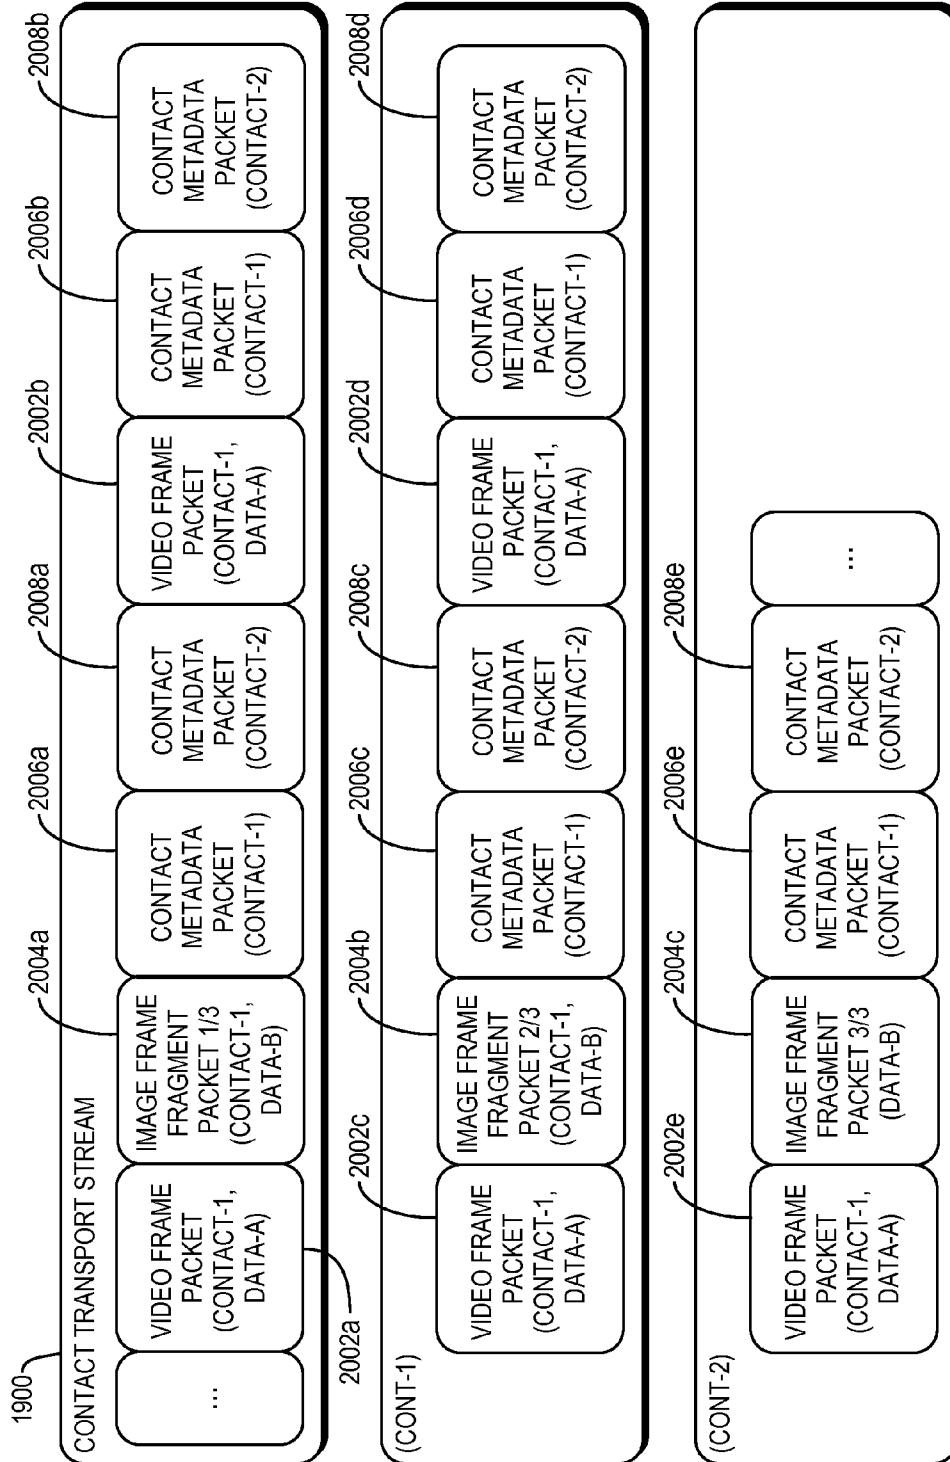 1900
CONTACT TRANSPORT STREAM
...
VIDEO FRAME
PACKET
(CONTACT-1,
DATA-A)
2002a
2004a
IMAGE FRAME
FRAGMENT
PACKET 1/3
(CONTACT-1,
DATA-B)
2006a
CONTACT
METADATA
PACKET
(CONTACT-1)
2008a
CONTACT
METADATA
PACKET
(CONTACT-2)
2002b
VIDEO FRAME
PACKET
(CONTACT-1,
DATA-A)
2006b
CONTACT
METADATA
PACKET
(CONTACT-1)
2008b
CONTACT
METADATA
PACKET
(CONTACT-2)
(CONT-1)
2002c
VIDEO FRAME
PACKET
(CONTACT-1,
DATA-A)
2004b
IMAGE FRAME
FRAGMENT
PACKET 2/3
(CONTACT-1,
DATA-B)
2006c
CONTACT
METADATA
PACKET
(CONTACT-1)
2008c
CONTACT
METADATA
PACKET
(CONTACT-2)
2002d
VIDEO FRAME
PACKET
(CONTACT-1,
DATA-A)
2006d
CONTACT
METADATA
PACKET
(CONTACT-1)
2008d
CONTACT
METADATA
PACKET
(CONTACT-2)
(CONT-2)
2002e
VIDEO FRAME
PACKET
(CONTACT-1,
DATA-A)
2004c
IMAGE FRAME
FRAGMENT
PACKET 3/3
(DATA-B)
2006e
CONTACT
METADATA
PACKET
(CONTACT-1)
2008e
CONTACT
METADATA
PACKET
(CONTACT-2)
...